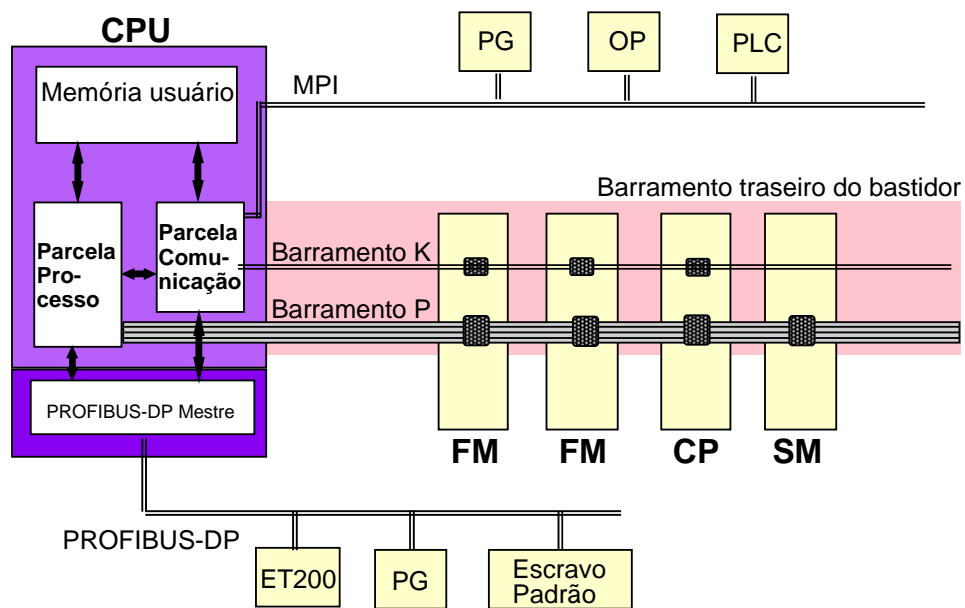 CPU
PG
OP
PLC
MPI
Memória usuário
Barramento traseiro do bastidor
Parcela
Pro-
cesso
Parcela
Comu-
nicação
Barramento K
Barramento P
PROFIBUS-DP Mestre
FM
FM
CP
SM
PROFIBUS-DP
ET200
PG
Escravo
Padrão